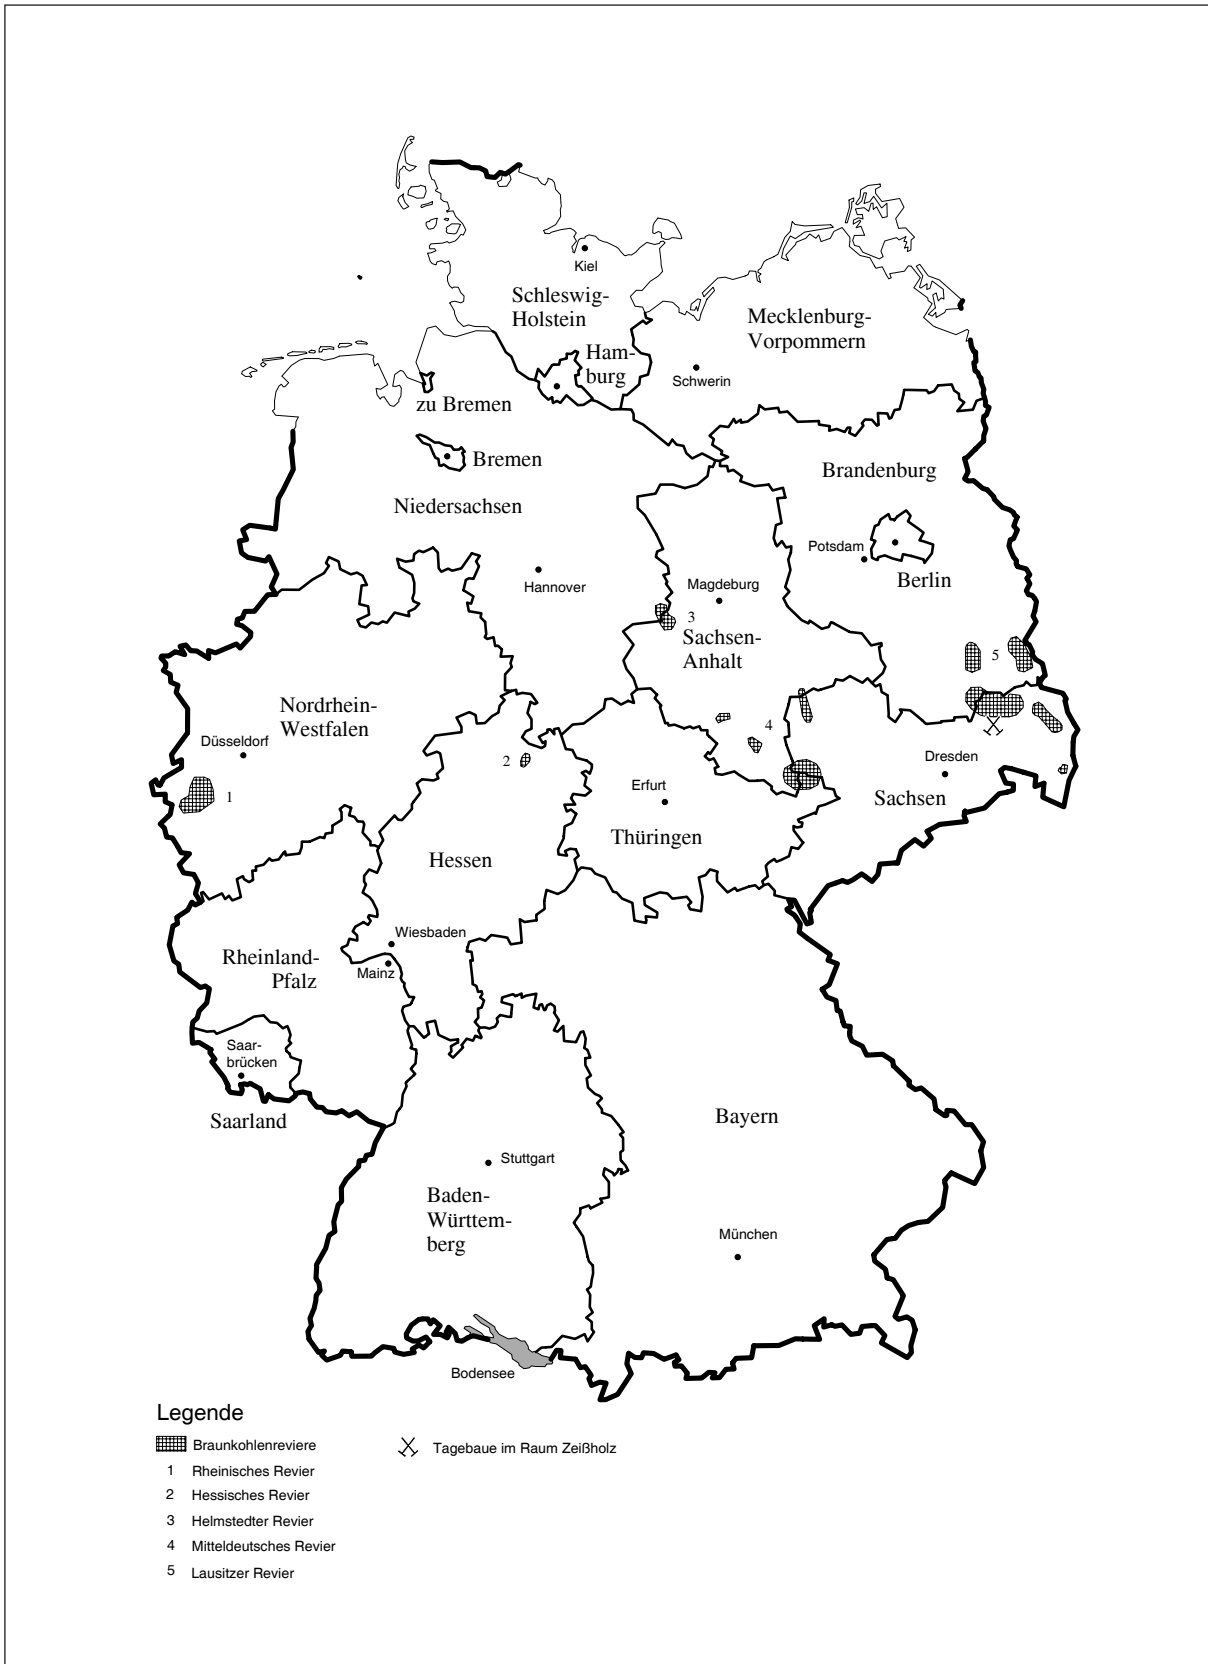 Kiel
Schleswig-
Holstein
Mecklenburg-
Vorpommern
Ham-
burg
Schwerin
zu Bremen
Bremen
Brandenburg
Niedersachsen
Potsdam
Berlin
Hannover
Magdeburg
3
Sachsen-
Anhalt
5
Nordrhein-
Westfalen
4
Düsseldorf
2
Dresden
1
Erfurt
Sachsen
Thüringen
Hessen
Wiesbaden
Rheinland-
Pfalz
Mainz
Saar-
brücken
Saarland
Bayern
Stuttgart
Baden-
Württem-
berg
München
Bodensee
Legende
Braunkohlenreviere
Tagebaue im Raum Zeißholz
1 Rheinisches Revier
2 Hessisches Revier
3 Helmstedter Revier
4 Mitteldeutsches Revier
5 Lausitzer Revier